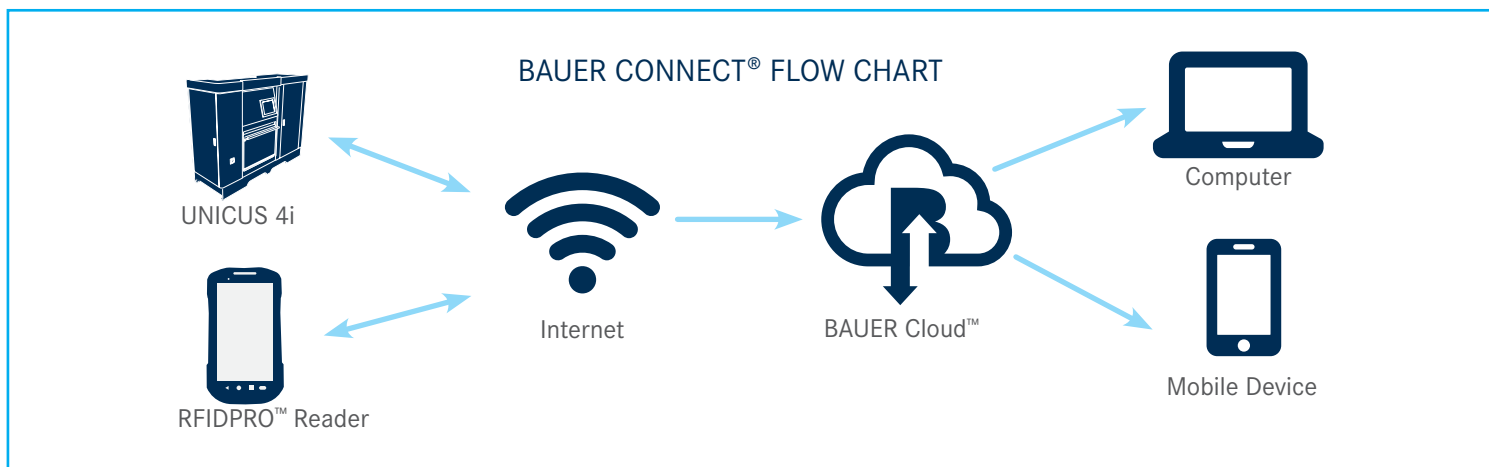 BAUER CONNECT® FLOW CHART
UNICUS 4i
RFIDPRO™ Reader
Internet
B
BAUER Cloud™
Computer
Mobile Device